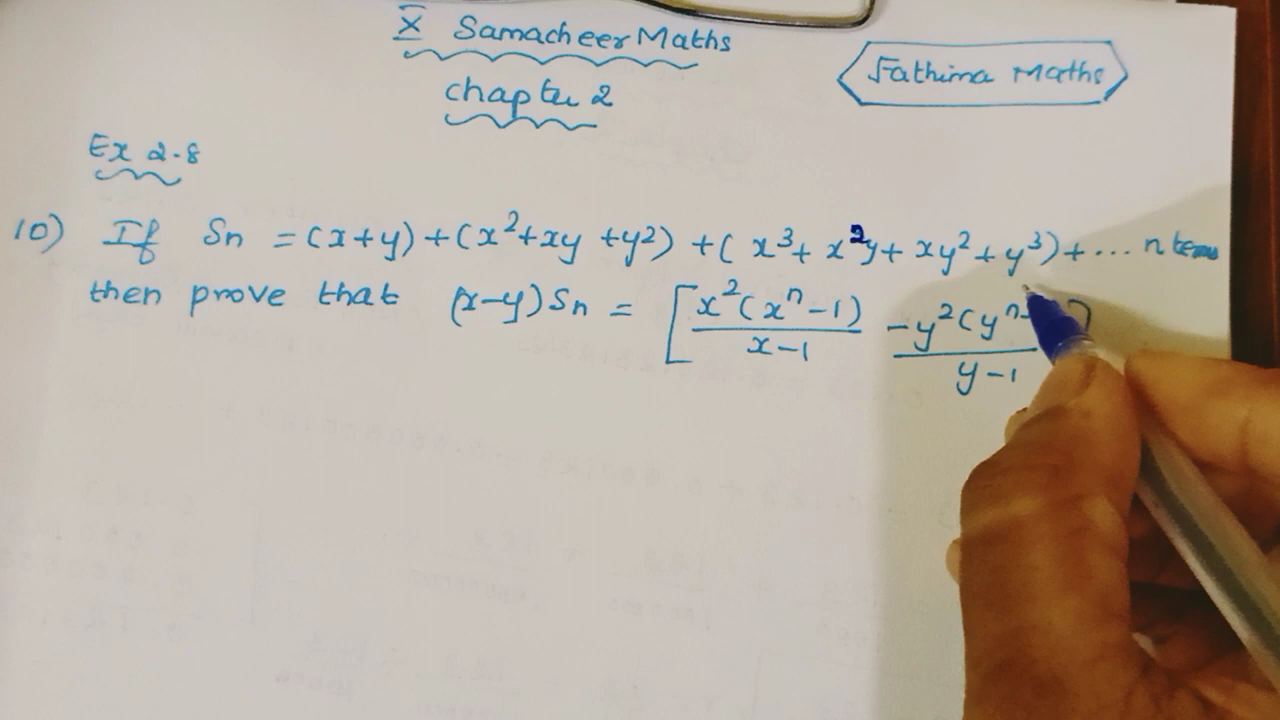 X Samacheer Maths
Fathima Maths
chapter 2
Ex 2.8
10) If Sn = (x+y) + (x²+xy+y²) + (x³+x²y+xy²+y³) + ... n terms
then prove that (x-y)Sn = [x²(xⁿ-1)/x-1 -y²(yⁿ-/y-1